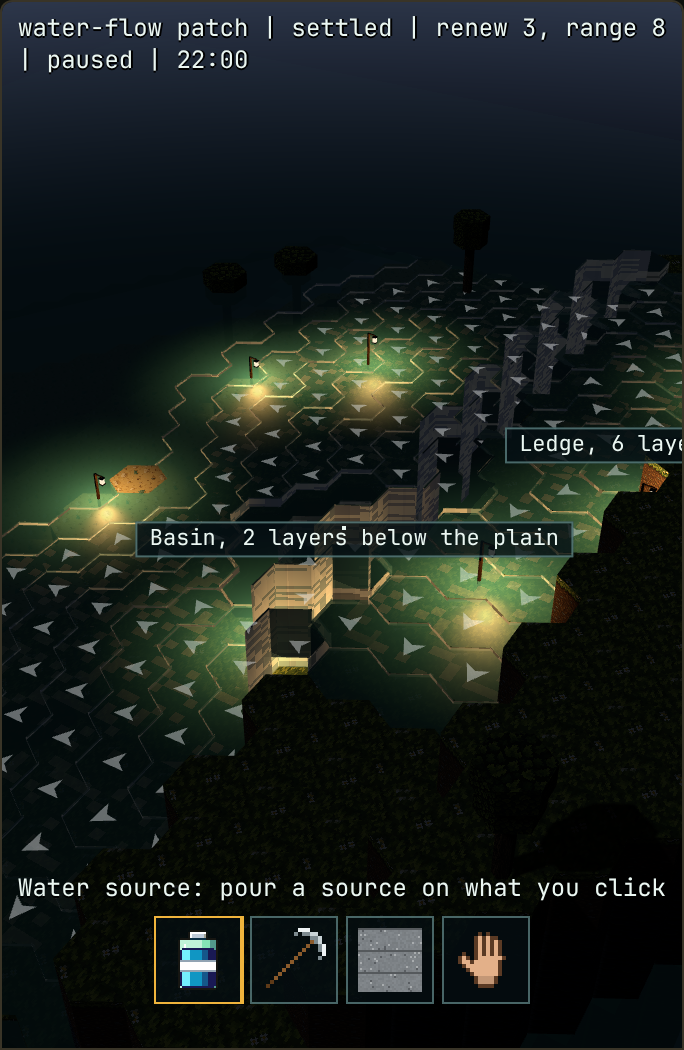 water-flow patch | settled | renew 3, range 8
| paused | 22:00
Ledge, 6 laye
Basin, 2 layers below the plain
Water source: pour a source on what you click